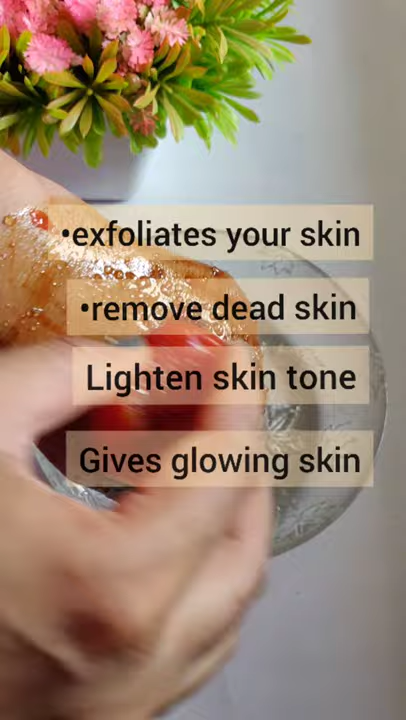 •exfoliates your skin
•remove dead skin
Lighten skin tone
Gives glowing skin